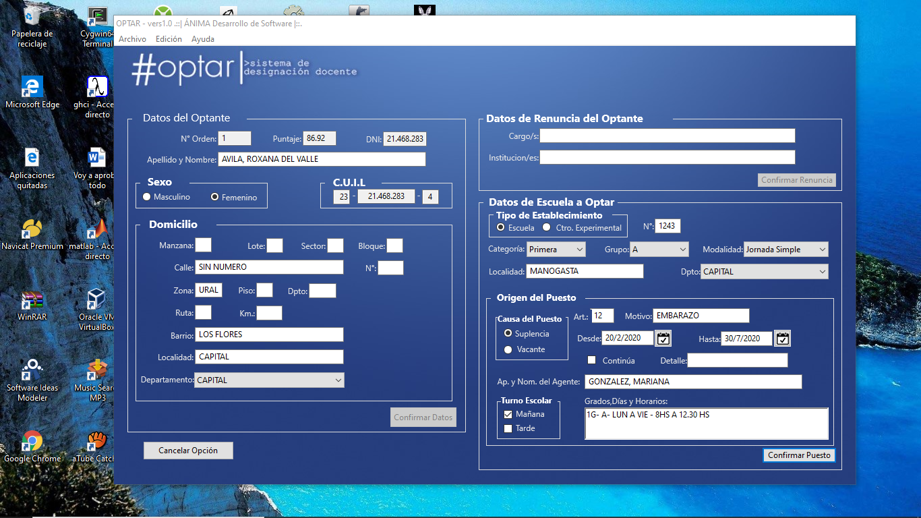 Papelera de
reciclaje
Cygwin64
Terminal
OPTAR - vers1.0 .::| ÁNIMA Desarrollo de Software |::.
Archivo Edición Ayuda
#optar >sistema de
designación docente
Microsoft Edge
ghci - Acce
directo
Aplicaciones
quitadas
Voy a aprob
todo
Navicat Premium
matlab - Acc
directo
WinRAR
Oracle VM
VirtualBox
Software Ideas
Modeler
Music Sear
MP3
Google Chrome
aTube Catch
Datos del Optante
N° Orden: 1 Puntaje: 86.92 DNI: 21.468.283
Apellido y Nombre: AVILA, ROXANA DEL VALLE
Sexo
Masculino Femenino
C.U.I.L
23 - 21.468.283 - 4
Domicilio
Manzana: Lote: Sector: Bloque:
Calle: SIN NUMERO N°:
Zona: URAL Piso: Dpto:
Ruta: Km.:
Barrio: LOS FLORES
Localidad: CAPITAL
Departamento: CAPITAL
Confirmar Datos
Cancelar Opción
Datos de Renuncia del Optante
Cargo/s:
Institucion/es:
Confirmar Renuncia
Datos de Escuela a Optar
Tipo de Establecimiento
Escuela Ctro. Experimental N°: 1243
Categoría: Primera Grupo: A Modalidad: Jornada Simple
Localidad: MANOGASTA Dpto: CAPITAL
Origen del Puesto
Causa del Puesto
Suplencia
Vacante
Art.: 12 Motivo: EMBARAZO
Desde: 20/2/2020 Hasta: 30/7/2020
Continúa Detalle:
Ap. y Nom. del Agente: GONZALEZ, MARIANA
Turno Escolar
Mañana
Tarde
Grados,Días y Horarios:
1G- A- LUN A VIE - 8HS A 12.30 HS
Confirmar Puesto